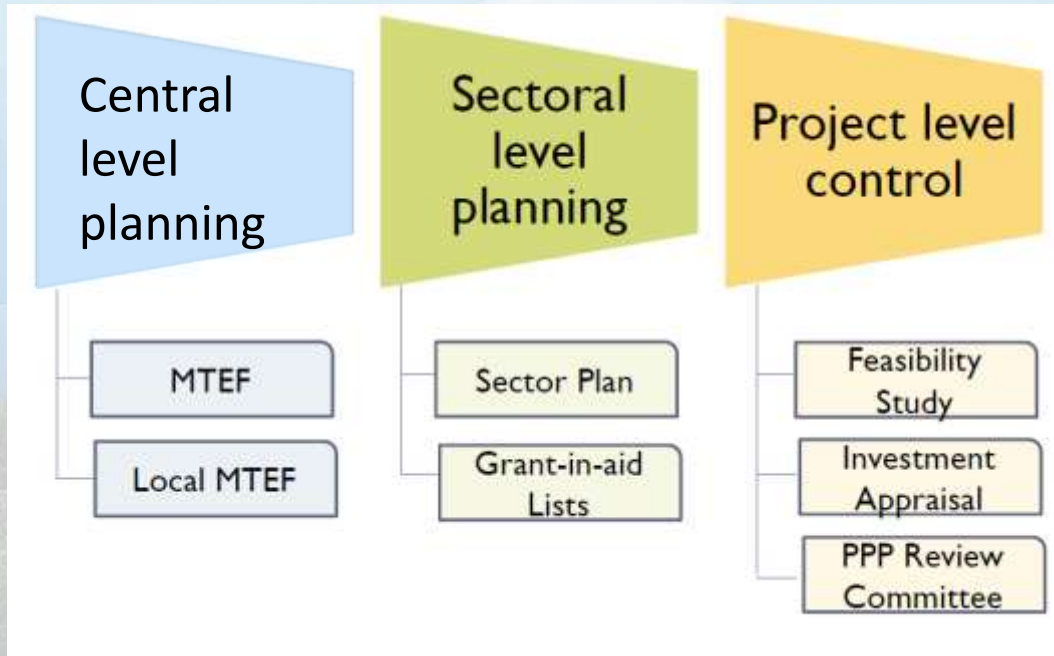 Central
level
planning
MTEF
Local MTEF
Sectoral
level
planning
Sector Plan
Grant-in-aid
Lists
Project level
control
Feasibility
Study
Investment
Appraisal
PPP Review
Committee